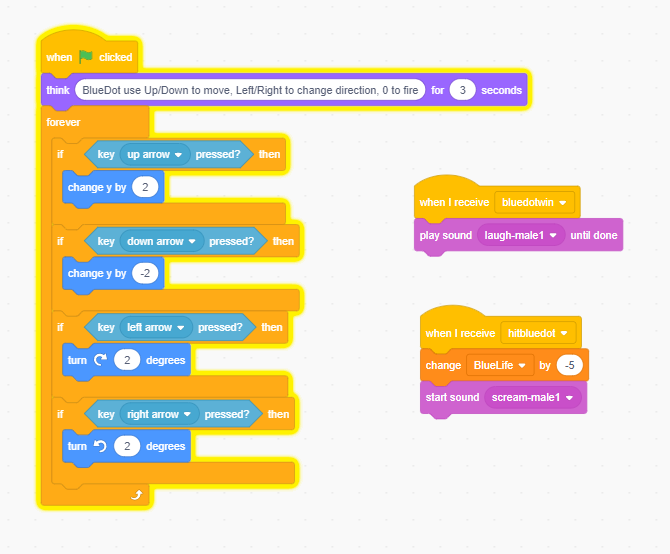 when clicked
think BlueDot use Up/Down to move, Left/Right to change direction, 0 to fire for 3 seconds
forever
if key up arrow pressed? then
change y by 2
if key down arrow pressed? then
change y by -2
if key left arrow pressed? then
turn 2 degrees
if key right arrow pressed? then
turn 2 degrees
when I receive bluedotwin
play sound laugh-male1 until done
when I receive hitbluedot
change BlueLife by -5
start sound scream-male1